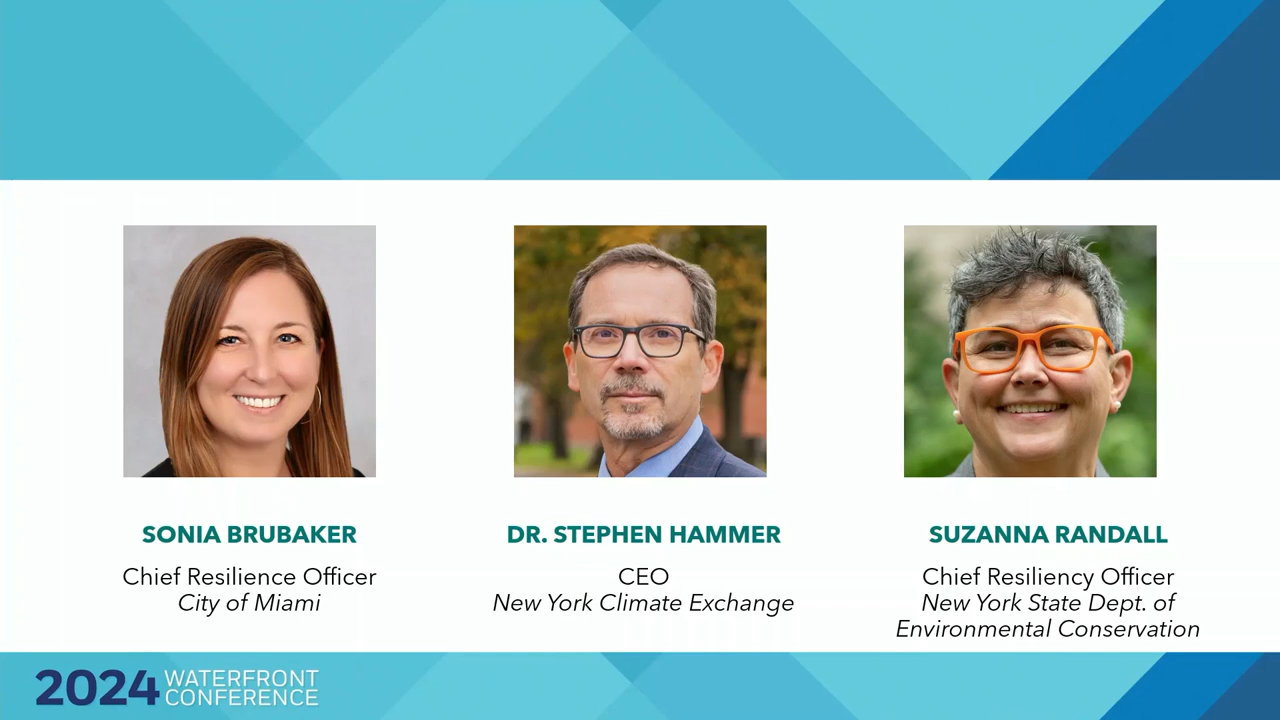 SONIA BRUBAKER
Chief Resilience Officer
City of Miami
DR. STEPHEN HAMMER
CEO
New York Climate Exchange
SUZANNA RANDALL
Chief Resiliency Officer
New York State Dept. of
Environmental Conservation
2024 WATERFRONT
CONFERENCE